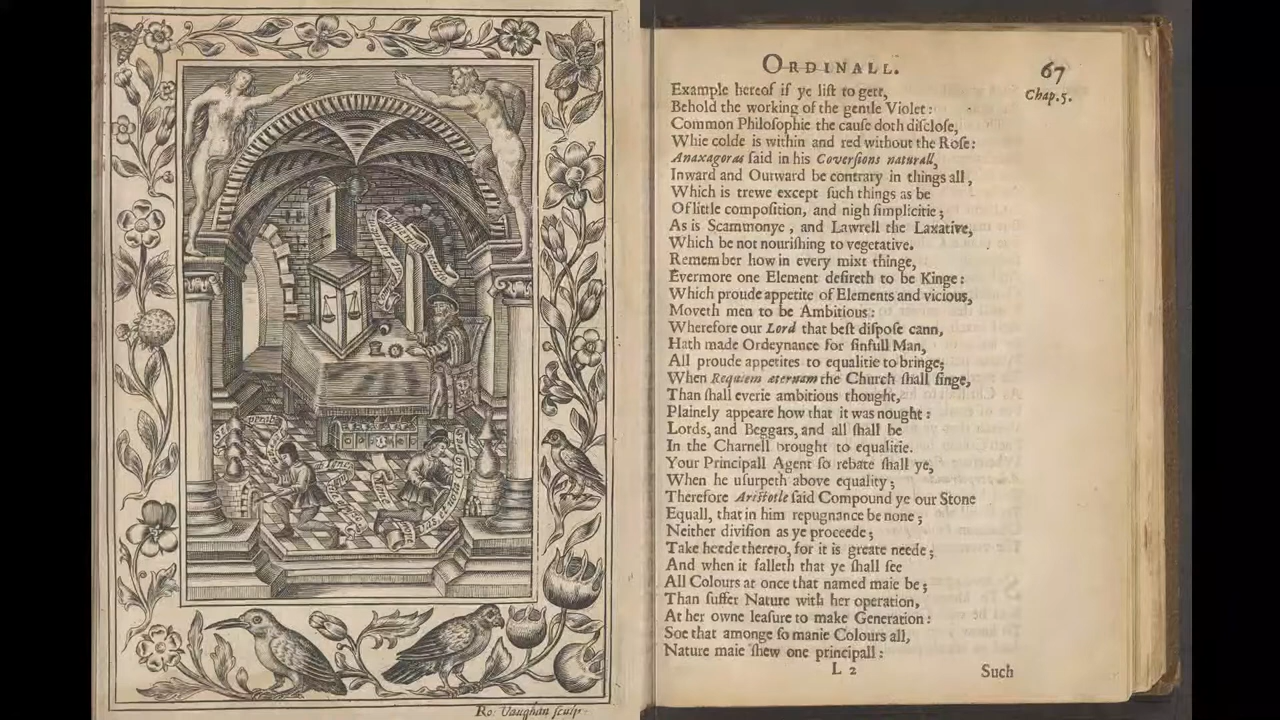 Ro: Vaughan sculp:
ORDINALL.
67
Chap. 5.
Example hereof if ye liſt to gett,
Behold the working of the gentle Violet:
Common Philoſophie the cauſe doth diſcloſe,
Whie colde is within and red without the Roſe:
Anaxagoras ſaid in his Coverſions naturall,
Inward and Outward be contrary in things all,
Which is trewe except ſuch things as be
Of little compoſition, and nigh ſimplicitie;
As is Scammonye, and Lawrell the Laxative,
Which be not nouriſhing to vegetative.
Remember how in every mixt thinge,
Evermore one Element deſireth to be Kinge:
Which proude appetite of Elements and vicious,
Moveth men to be Ambitious:
Wherefore our Lord that beſt diſpoſe cann,
Hath made Ordeynance for ſinfull Man,
All proude appetites to equalitie to bringe;
When Requiem æternam the Church ſhall ſinge,
Than ſhall everie ambitious thought,
Plainely appeare how that it was nought:
Lords, and Beggars, and all ſhall be
In the Charnell brought to equalitie.
Your Principall Agent ſo rebate ſhall ye,
When he uſurpeth above equality;
Therefore Ariſtotle ſaid Compound ye our Stone
Equall, that in him repugnance be none;
Neither diviſion as ye proceede;
Take heede thereto, for it is greate neede;
And when it falleth that ye ſhall ſee
All Colours at once that named maie be;
Than ſuffer Nature with her operation,
At her owne leaſure to make Generation:
Soe that amonge ſo manie Colours all,
Nature maie ſhew one principall:
L 2
Such